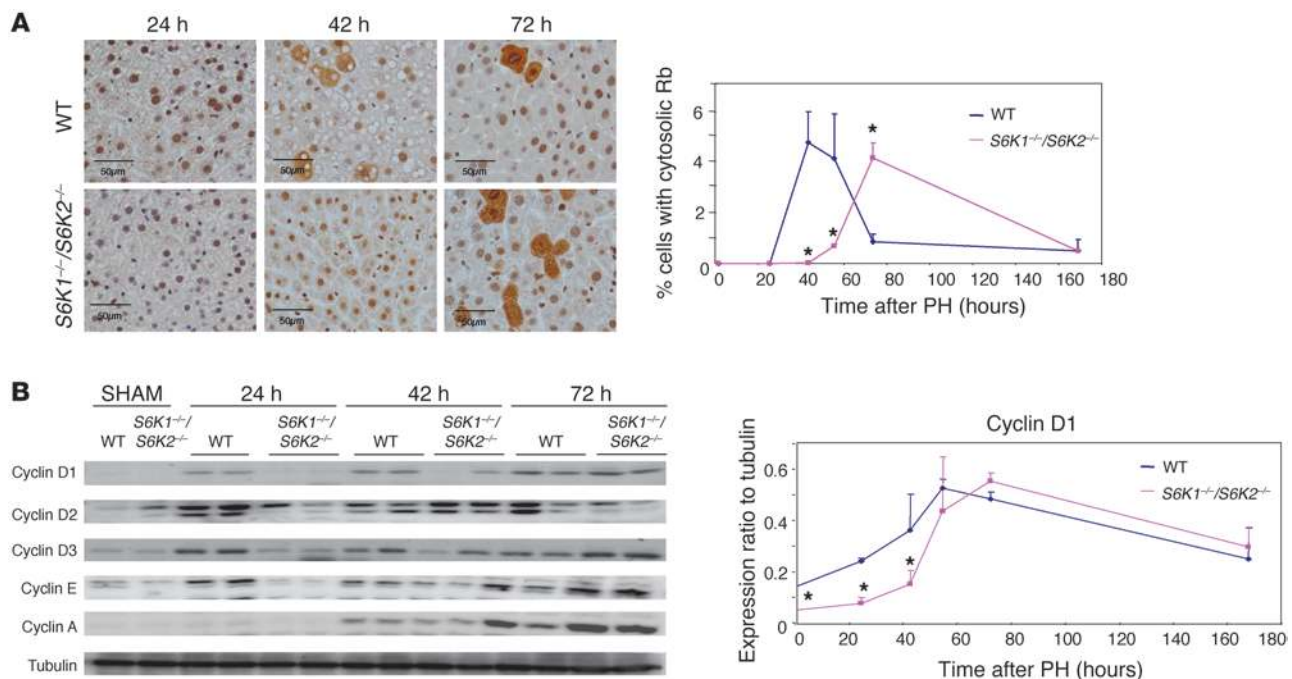 A
24 h 42 h 72 h
WT
50µm 50µm 50µm
S6K1⁻/⁻/S6K2⁻/⁻
50µm 50µm 50µm
% cells with cytosolic Rb
6
4
2
0
0 20 40 60 80 100 120 140 160 180
Time after PH (hours)
WT
S6K1⁻/⁻/S6K2⁻/⁻
*
*
*
B
SHAM 24 h 42 h 72 h
WT S6K1⁻/⁻/S6K2⁻/⁻ WT S6K1⁻/⁻/S6K2⁻/⁻ WT S6K1⁻/⁻/S6K2⁻/⁻ WT S6K1⁻/⁻/S6K2⁻/⁻
Cyclin D1
Cyclin D2
Cyclin D3
Cyclin E
Cyclin A
Tubulin
Cyclin D1
Expression ratio to tubulin
0.6
0.4
0.2
0
0 20 40 60 80 100 120 140 160 180
Time after PH (hours)
WT
S6K1⁻/⁻/S6K2⁻/⁻
*
*
*